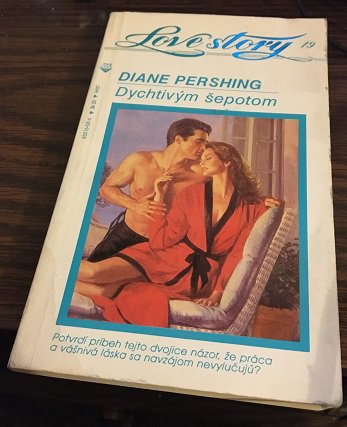 Love story 19
DIANE PERSHING
Dychtivým šepotom
Potvrdí príbeh tejto dvojice názor, že práca
a vášnivá láska sa navzájom nevylučujú?